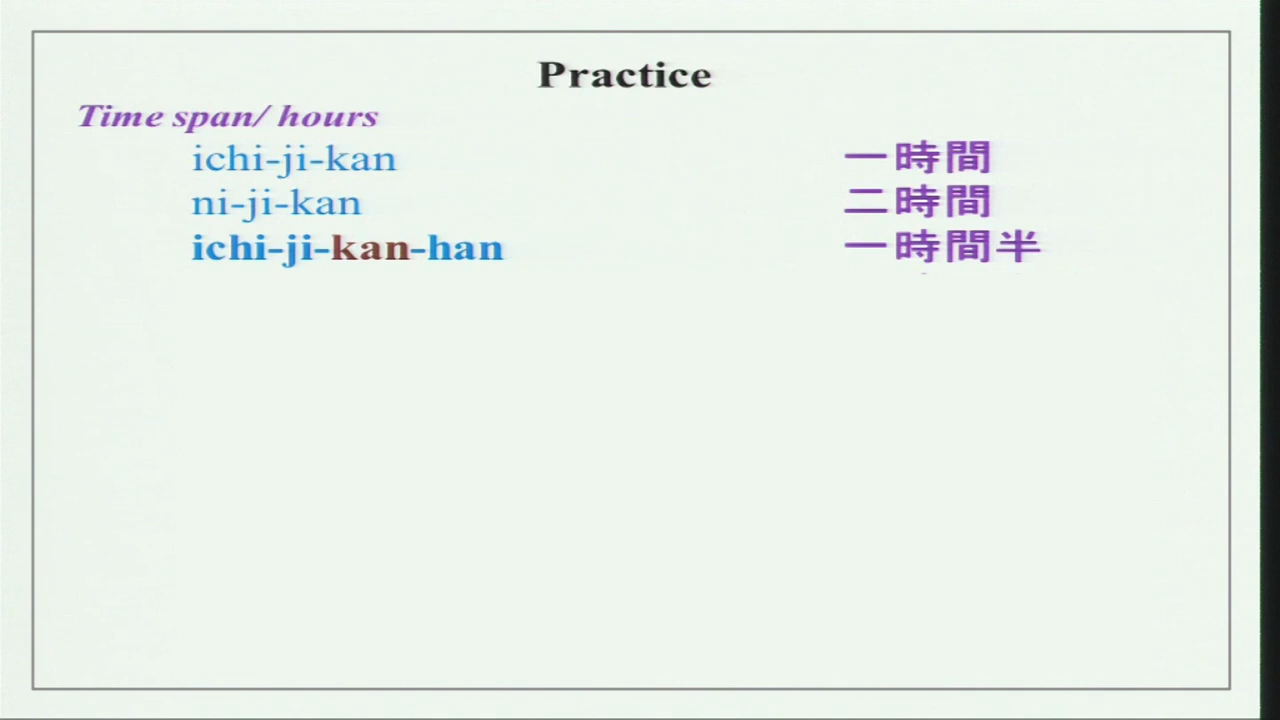 Practice
Time span/ hours
ichi-ji-kan 一時間
ni-ji-kan 二時間
ichi-ji-kan-han 一時間半